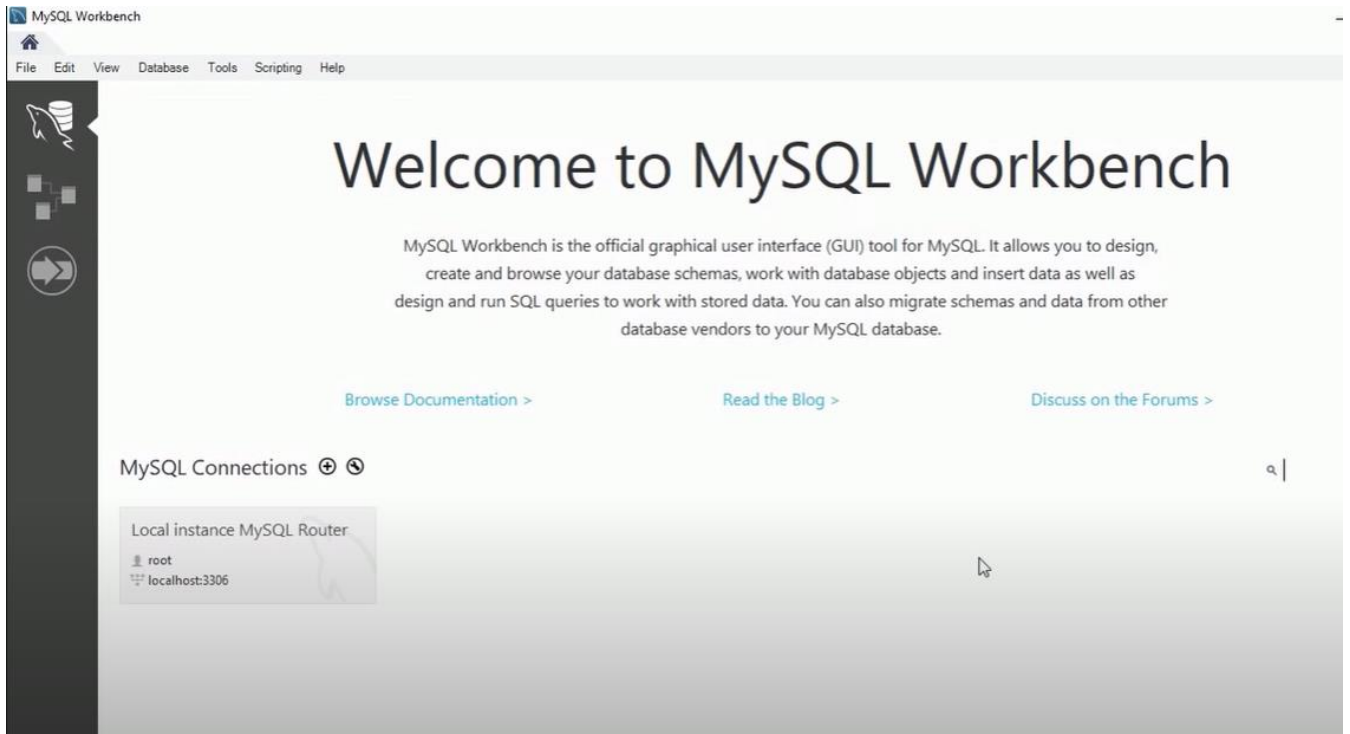 MySQL Workbench
File Edit View Database Tools Scripting Help
Welcome to MySQL Workbench
MySQL Workbench is the official graphical user interface (GUI) tool for MySQL. It allows you to design,
create and browse your database schemas, work with database objects and insert data as well as
design and run SQL queries to work with stored data. You can also migrate schemas and data from other
database vendors to your MySQL database.
Browse Documentation > Read the Blog > Discuss on the Forums >
MySQL Connections
Local instance MySQL Router
root
localhost:3306